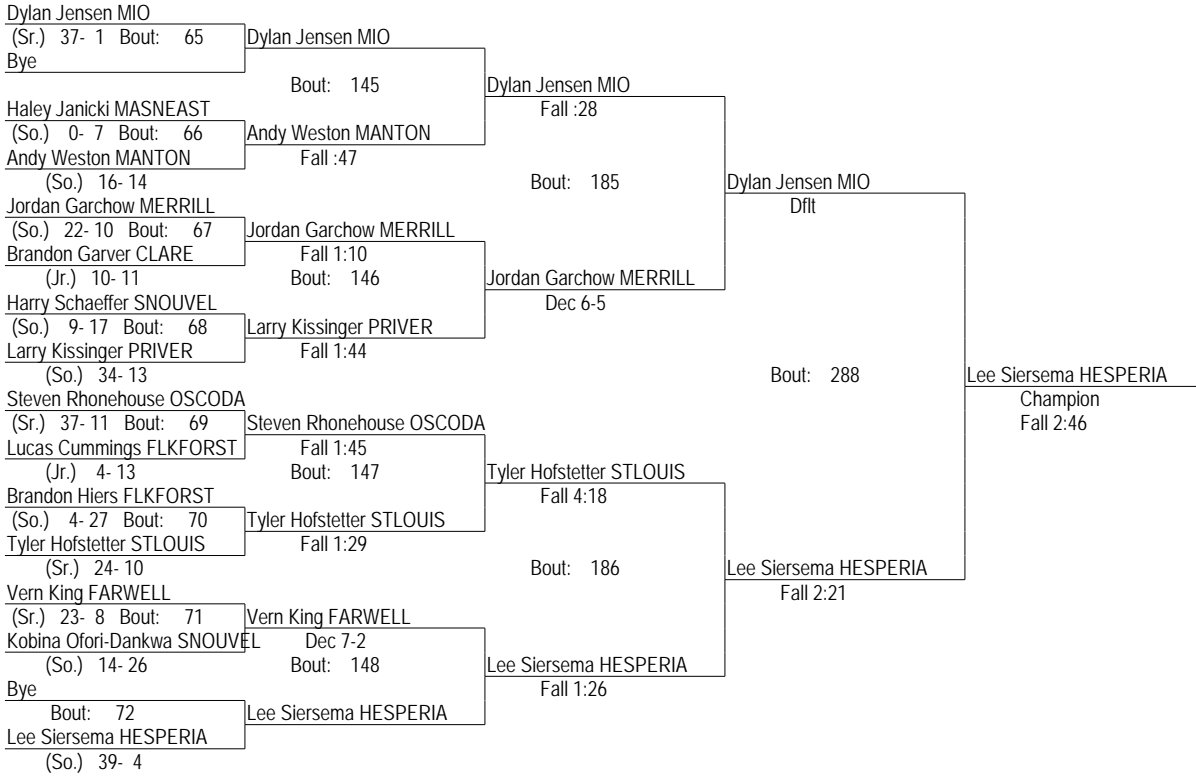 Dylan Jensen MIO
(Sr.) 37- 1 Bout: 65 Dylan Jensen MIO
Bye
Bout: 145 Dylan Jensen MIO
Haley Janicki MASNEAST Fall :28
(So.) 0- 7 Bout: 66 Andy Weston MANTON
Andy Weston MANTON Fall :47
(So.) 16- 14 Bout: 185 Dylan Jensen MIO
Jordan Garchow MERRILL Dflt
(So.) 22- 10 Bout: 67 Jordan Garchow MERRILL
Brandon Garver CLARE Fall 1:10
(Jr.) 10- 11 Bout: 146 Jordan Garchow MERRILL
Harry Schaeffer SNOUVEL Dec 6-5
(So.) 9- 17 Bout: 68 Larry Kissinger PRIVER
Larry Kissinger PRIVER Fall 1:44
(So.) 34- 13 Bout: 288 Lee Siersema HESPERIA
Steven Rhonehouse OSCODA Champion
(Sr.) 37- 11 Bout: 69 Steven Rhonehouse OSCODA Fall 2:46
Lucas Cummings FLKFORST Fall 1:45
(Jr.) 4- 13 Bout: 147 Tyler Hofstetter STLOUIS
Brandon Hiers FLKFORST Fall 4:18
(So.) 4- 27 Bout: 70 Tyler Hofstetter STLOUIS
Tyler Hofstetter STLOUIS Fall 1:29
(Sr.) 24- 10 Bout: 186 Lee Siersema HESPERIA
Vern King FARWELL Fall 2:21
(Sr.) 23- 8 Bout: 71 Vern King FARWELL
Kobina Ofori-Dankwa SNOUVEL Dec 7-2
(So.) 14- 26 Bout: 148 Lee Siersema HESPERIA
Bye Fall 1:26
Bout: 72 Lee Siersema HESPERIA
Lee Siersema HESPERIA
(So.) 39- 4